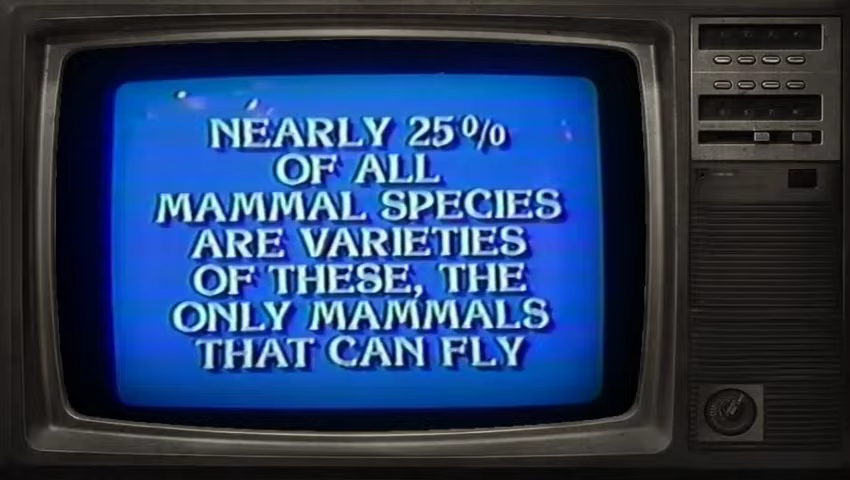 NEARLY 25%
OF ALL
MAMMAL SPECIES
ARE VARIETIES
OF THESE, THE
ONLY MAMMALS
THAT CAN FLY